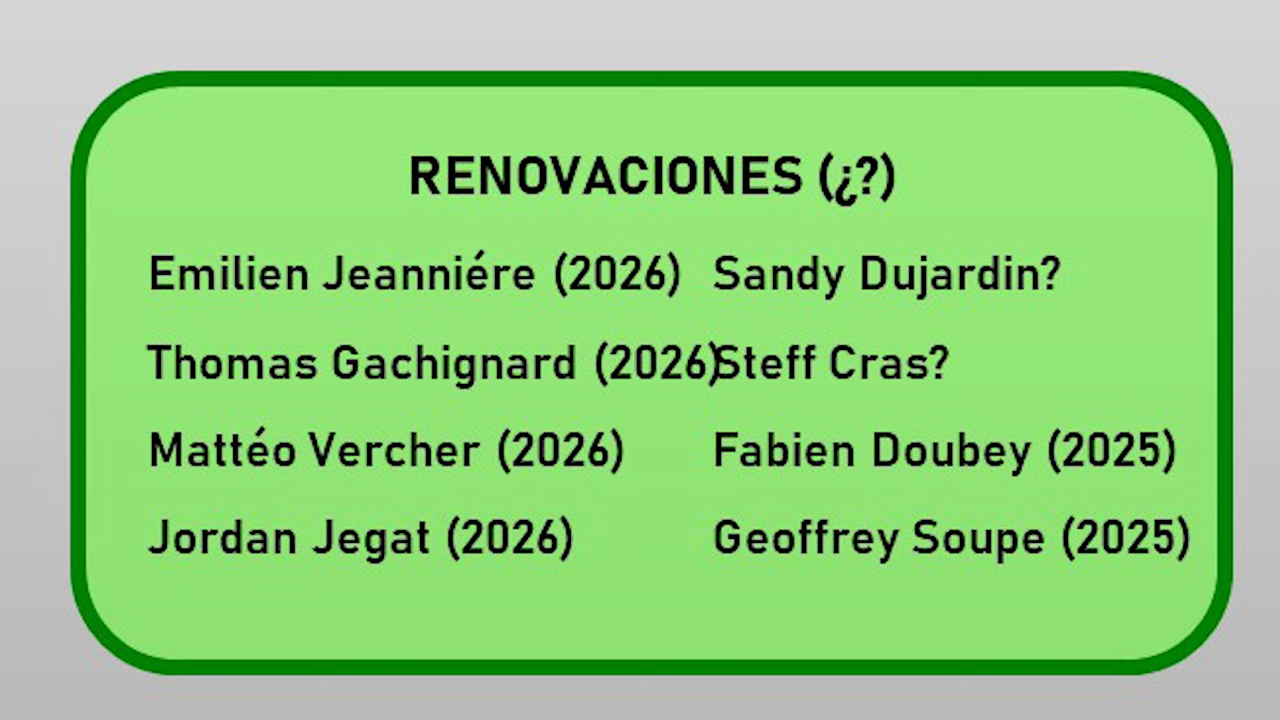 RENOVACIONES (¿?)
Emilien Jeanniére (2026) Sandy Dujardin?
Thomas Gachignard (2026) Steff Cras?
Mattéo Vercher (2026) Fabien Doubey (2025)
Jordan Jegat (2026) Geoffrey Soupe (2025)